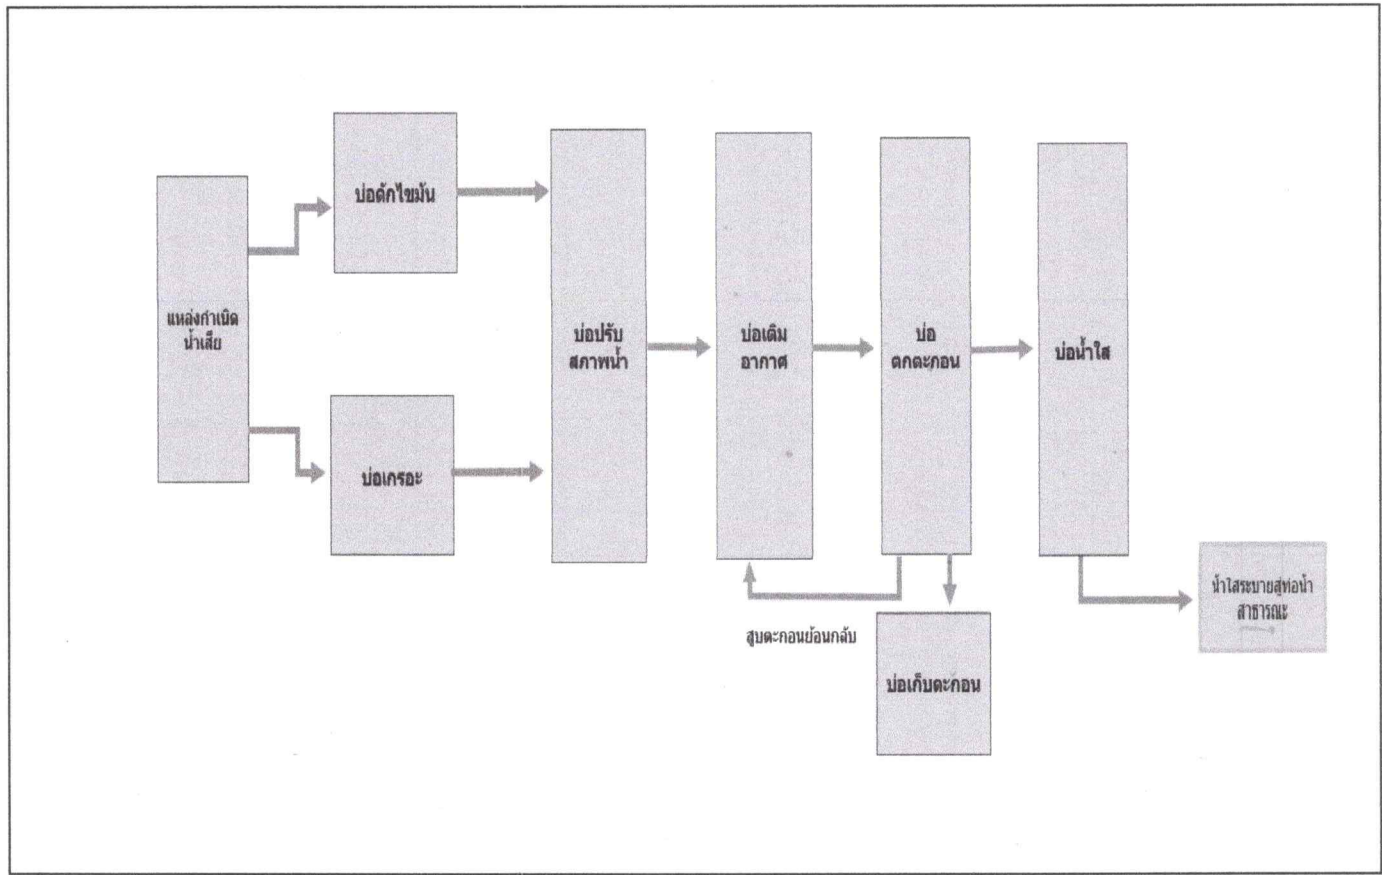 บ่อดักไขมัน
แหล่งกำเนิด
น้ำเสีย
บ่อเกรอะ
บ่อปรับ
สภาพน้ำ
บ่อเติม
อากาศ
บ่อ
ตกตะกอน
บ่อน้ำใส
สูบตะกอนย้อนกลับ
บ่อเก็บตะกอน
น้ำใสระบายสู่ท่อน้ำ
สาธารณะ